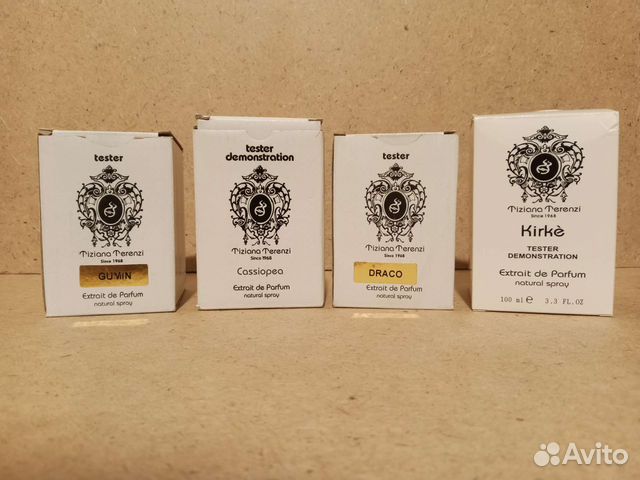 tester
Tiziana Terenzi
Since 1968
GUMIN
Extrait de Parfum
natural spray
tester
demonstration
Tiziana Terenzi
Since 1968
Cassiopea
Extrait de Parfum
natural spray
tester
Tiziana Terenzi
Since 1968
DRACO
Extrait de Parfum
natural spray
Tiziana Terenzi
Since 1968
Kirkè
TESTER
DEMONSTRATION
Extrait de Parfum
natural spray
100 ml ℮ 3.3 FL.OZ
Avito